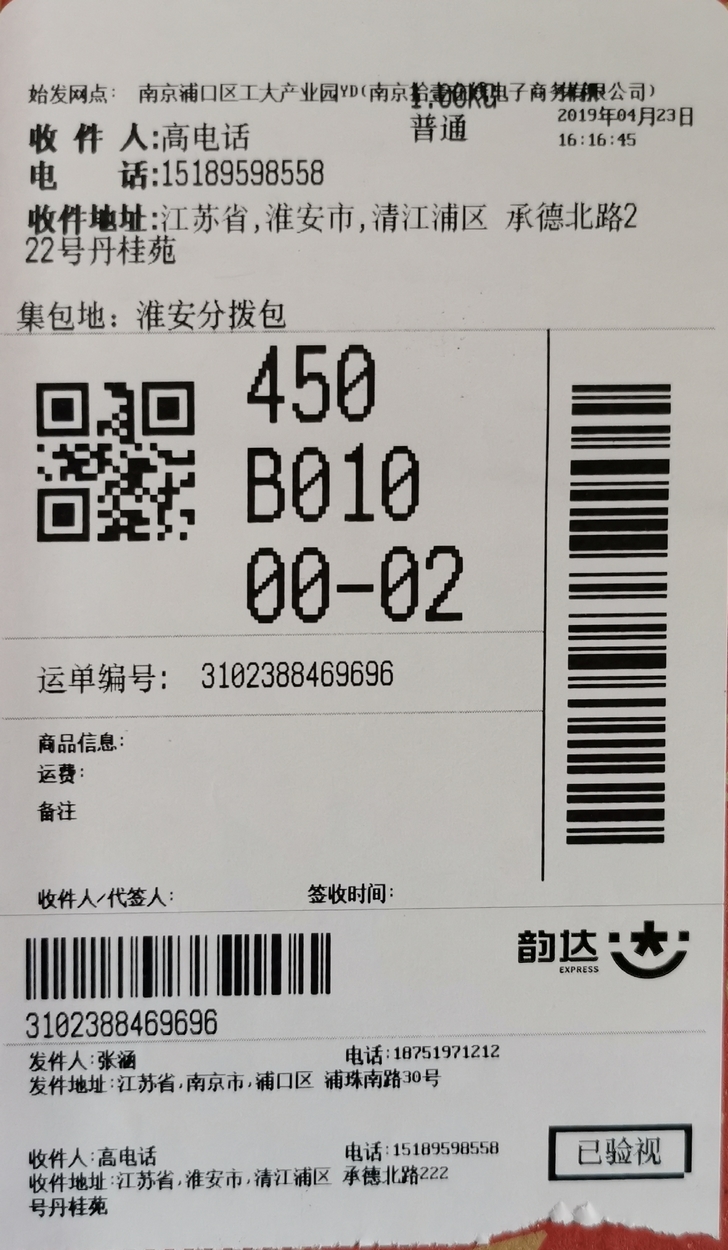 始发网点: 南京浦口区工大产业园YD(南京拾壹 电子商务有限公司)
1.00KG
普通
2019年04月23日
16:16:45
收件人:高电话
电话:15189598558
收件地址:江苏省,淮安市,清江浦区 承德北路2
22号丹桂苑
集包地: 淮安分拨包
450
B010
00-02
运单编号: 3102388469696
商品信息:
运费:
备注
收件人/代签人:
签收时间:
韵达
EXPRESS
3102388469696
发件人:张涵 电话:18751971212
发件地址:江苏省,南京市,浦口区 浦珠南路30号
收件人:高电话 电话:15189598558
收件地址:江苏省,淮安市,清江浦区 承德北路222
号丹桂苑
已验视